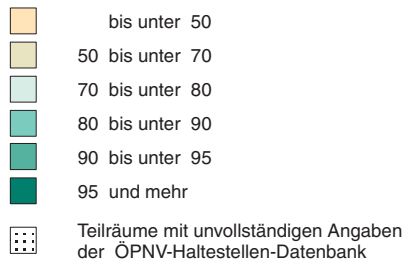 bis unter 50
50 bis unter 70
70 bis unter 80
80 bis unter 90
90 bis unter 95
95 und mehr
Teilräume mit unvollständigen Angaben
der ÖPNV-Haltestellen-Datenbank